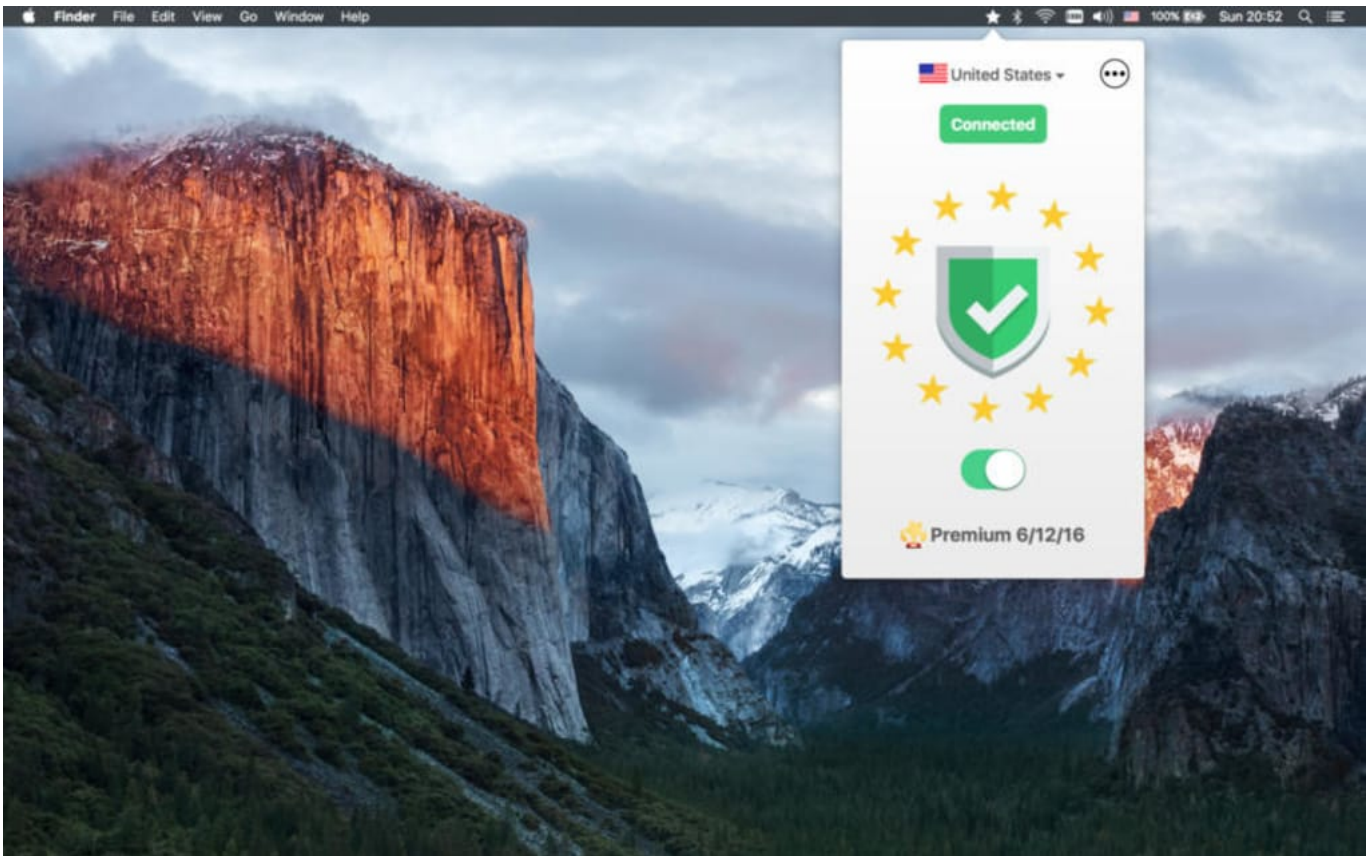 Finder File Edit View Go Window Help 100% Sun 20:52
United States
Connected
Premium 6/12/16